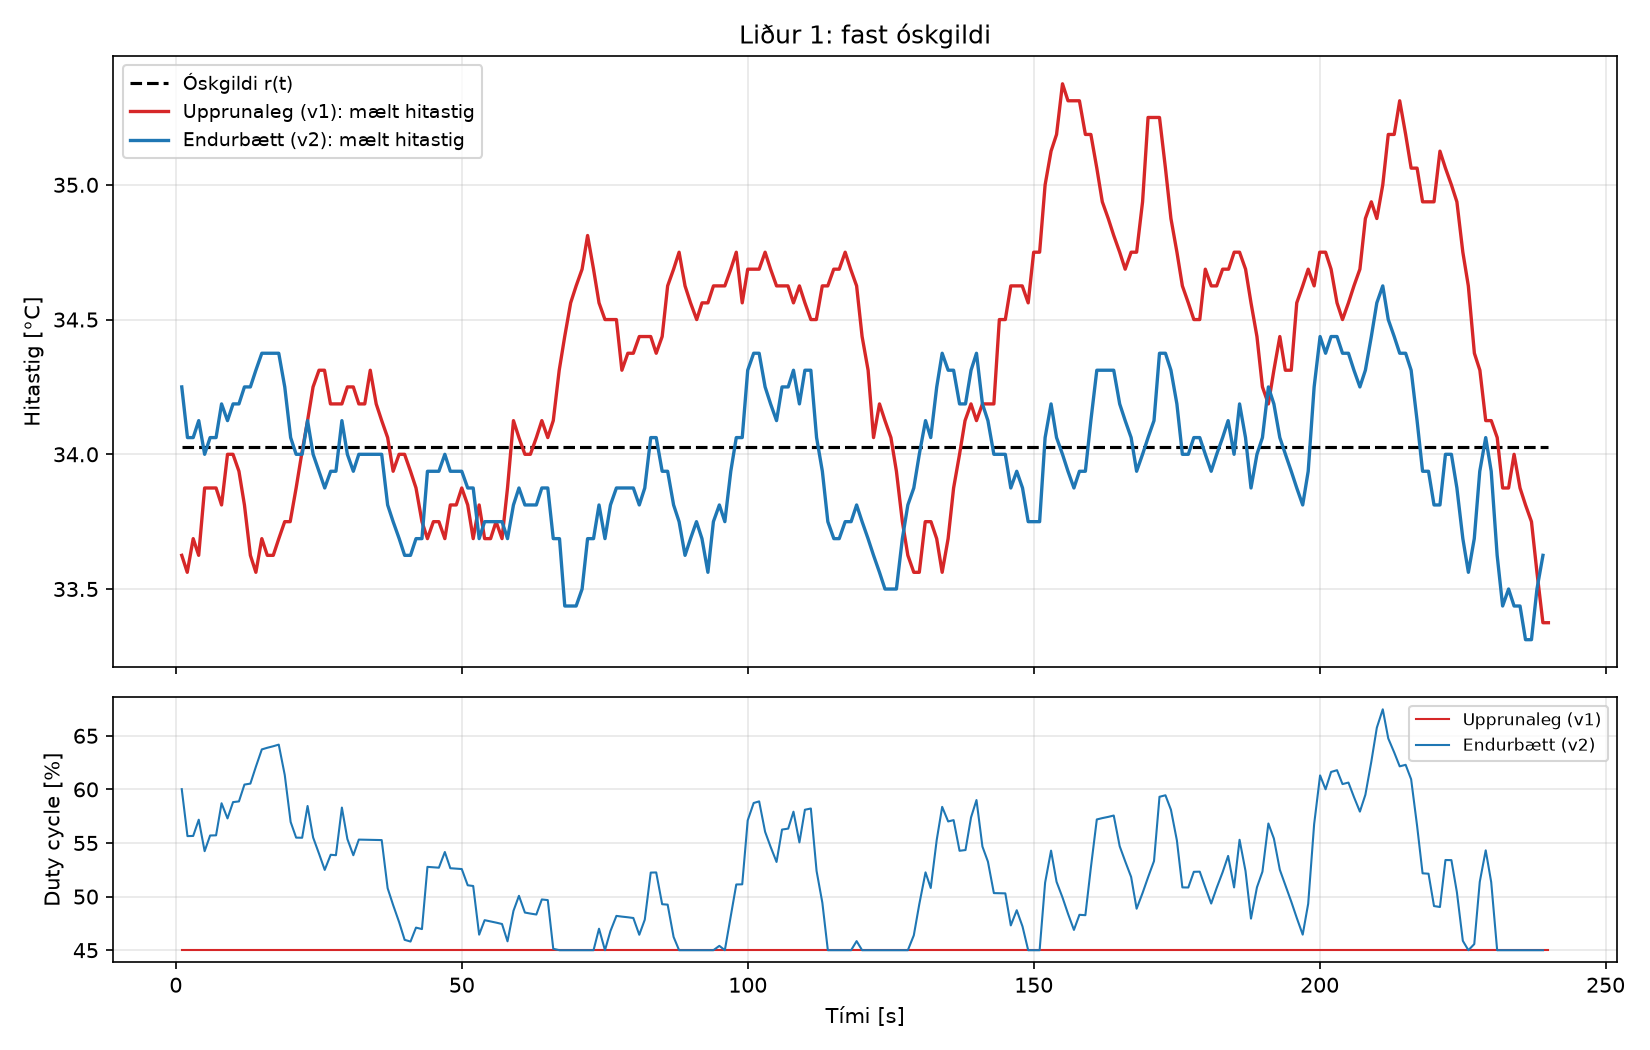 Liður 1: fast óskgildi
Óskgildi r(t)
Upprunaleg (v1): mælt hitastig
Endurbætt (v2): mælt hitastig
Hitastig [°C]
35.0
34.5
34.0
33.5
Upprunaleg (v1)
Endurbætt (v2)
Duty cycle [%]
65
60
55
50
45
0 50 100 150 200 250
Tími [s]